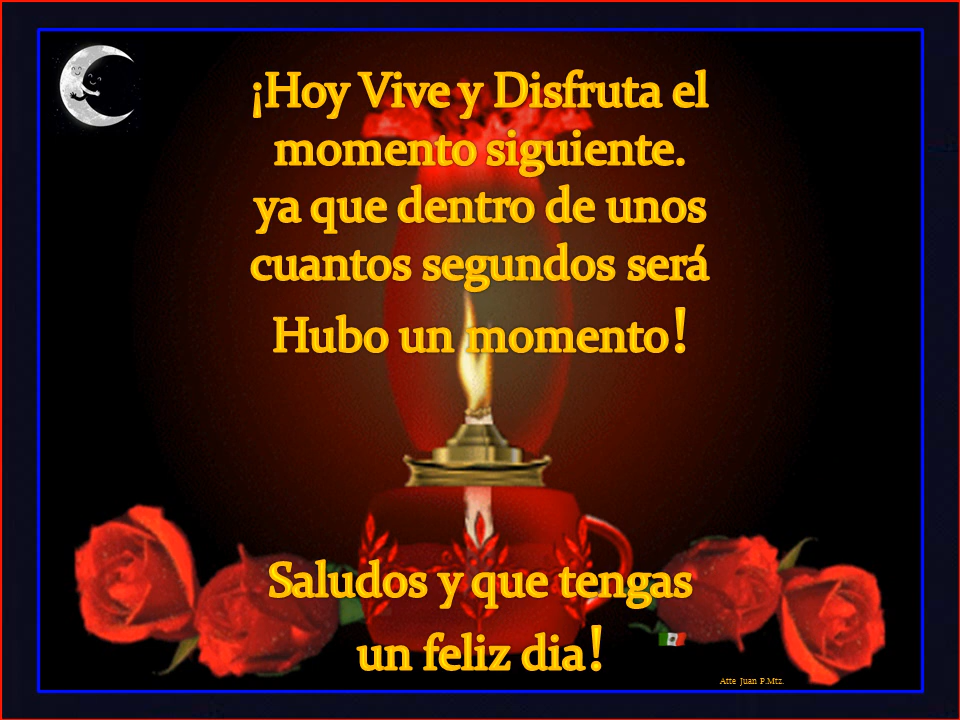 ¡Hoy Vive y Disfruta el
momento siguiente.
ya que dentro de unos
cuantos segundos será
Hubo un momento!
Saludos y que tengas
un feliz dia!
Atte Juan P.Mtz.